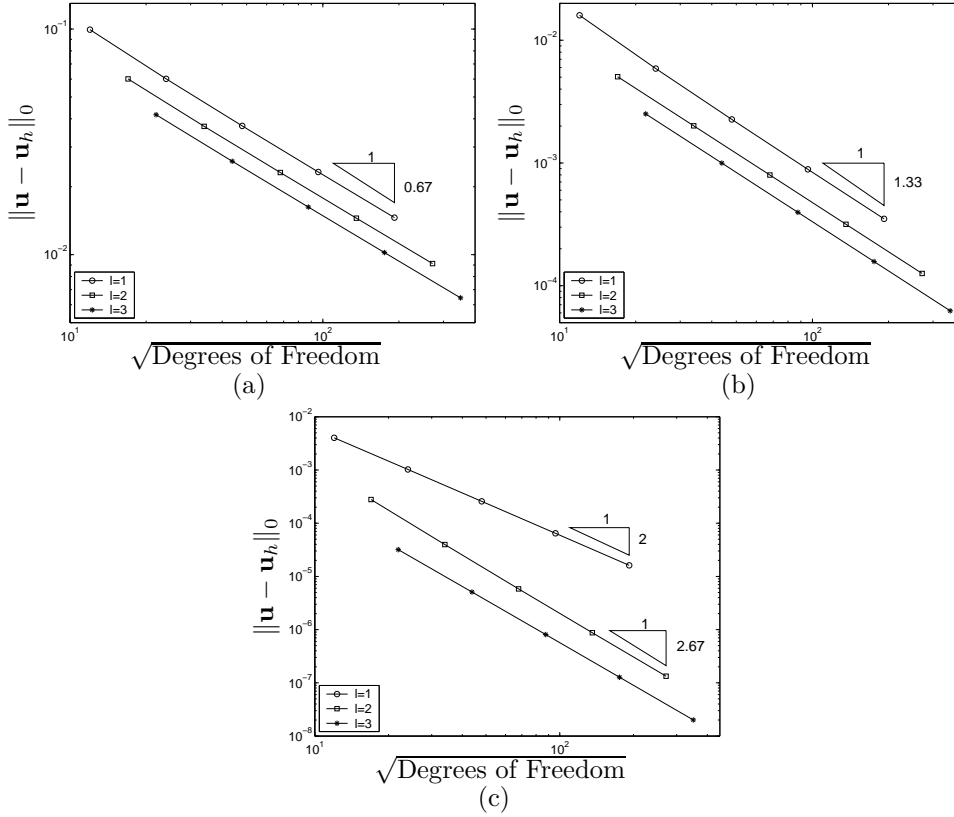 10^{-1}
10^{-2}
‖u − u_h‖_0
1
0.67
l=1
l=2
l=3
10^1
10^2
√Degrees of Freedom
(a)
10^{-2}
10^{-3}
10^{-4}
‖u − u_h‖_0
1
1.33
l=1
l=2
l=3
10^1
10^2
√Degrees of Freedom
(b)
10^{-2}
10^{-3}
10^{-4}
10^{-5}
10^{-6}
10^{-7}
10^{-8}
‖u − u_h‖_0
1
2
1
2.67
l=1
l=2
l=3
10^1
10^2
√Degrees of Freedom
(c)